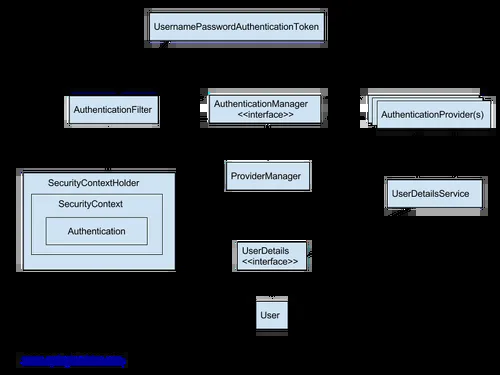 UsernamePasswordAuthenticationToken
AuthenticationFilter
AuthenticationManager
<<interface>>
AuthenticationProvider(s)
ProviderManager
SecurityContextHolder
SecurityContext
Authentication
UserDetailsService
UserDetails
<<interface>>
User